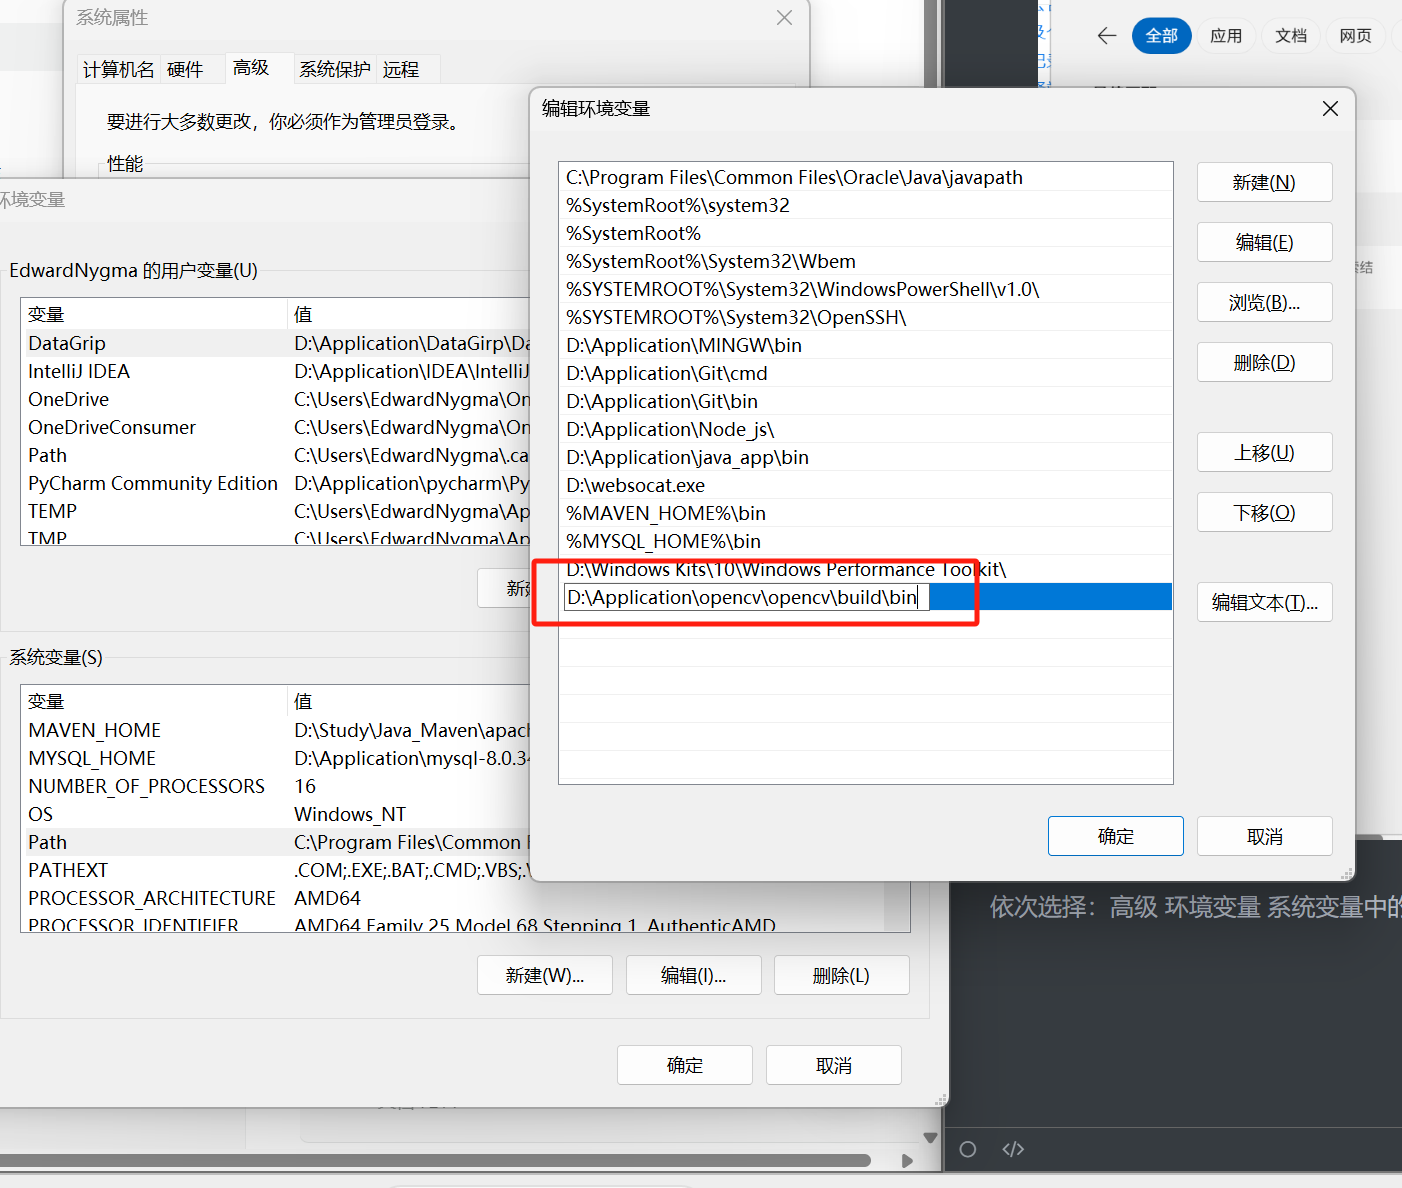 系统属性
计算机名
硬件
高级
系统保护
远程
要进行大多数更改，你必须作为管理员登录。
性能
环境变量
EdwardNygma 的用户变量(U)
变量
值
DataGrip
D:\Application\DataGirp\Da
IntelliJ IDEA
D:\Application\IDEA\IntelliJ
OneDrive
C:\Users\EdwardNygma\On
OneDriveConsumer
C:\Users\EdwardNygma\On
Path
C:\Users\EdwardNygma\.ca
PyCharm Community Edition
D:\Application\pycharm\Py
TEMP
C:\Users\EdwardNygma\Ap
TMP
C:\Users\EdwardNygma\Ap
新建
系统变量(S)
变量
值
MAVEN_HOME
D:\Study\Java_Maven\apach
MYSQL_HOME
D:\Application\mysql-8.0.34
NUMBER_OF_PROCESSORS
16
OS
Windows_NT
Path
C:\Program Files\Common F
PATHEXT
.COM;.EXE;.BAT;.CMD;.VBS;.V
PROCESSOR_ARCHITECTURE
AMD64
PROCESSOR_IDENTIFIER
AMD64 Family 25 Model 68 Stepping 1, AuthenticAMD
新建(W)...
编辑(I)...
删除(L)
确定
取消
编辑环境变量
C:\Program Files\Common Files\Oracle\Java\javapath
%SystemRoot%\system32
%SystemRoot%
%SystemRoot%\System32\Wbem
%SYSTEMROOT%\System32\WindowsPowerShell\v1.0\
%SYSTEMROOT%\System32\OpenSSH\
D:\Application\MINGW\bin
D:\Application\Git\cmd
D:\Application\Git\bin
D:\Application\Node_js\
D:\Application\java_app\bin
D:\websocat.exe
%MAVEN_HOME%\bin
%MYSQL_HOME%\bin
D:\Windows Kits\10\Windows Performance Toolkit\
D:\Application\opencv\opencv\build\bin
新建(N)
编辑(E)
浏览(B)...
删除(D)
上移(U)
下移(O)
编辑文本(T)...
确定
取消
全部
应用
文档
网页
索结
依次选择：高级 环境变量 系统变量中的